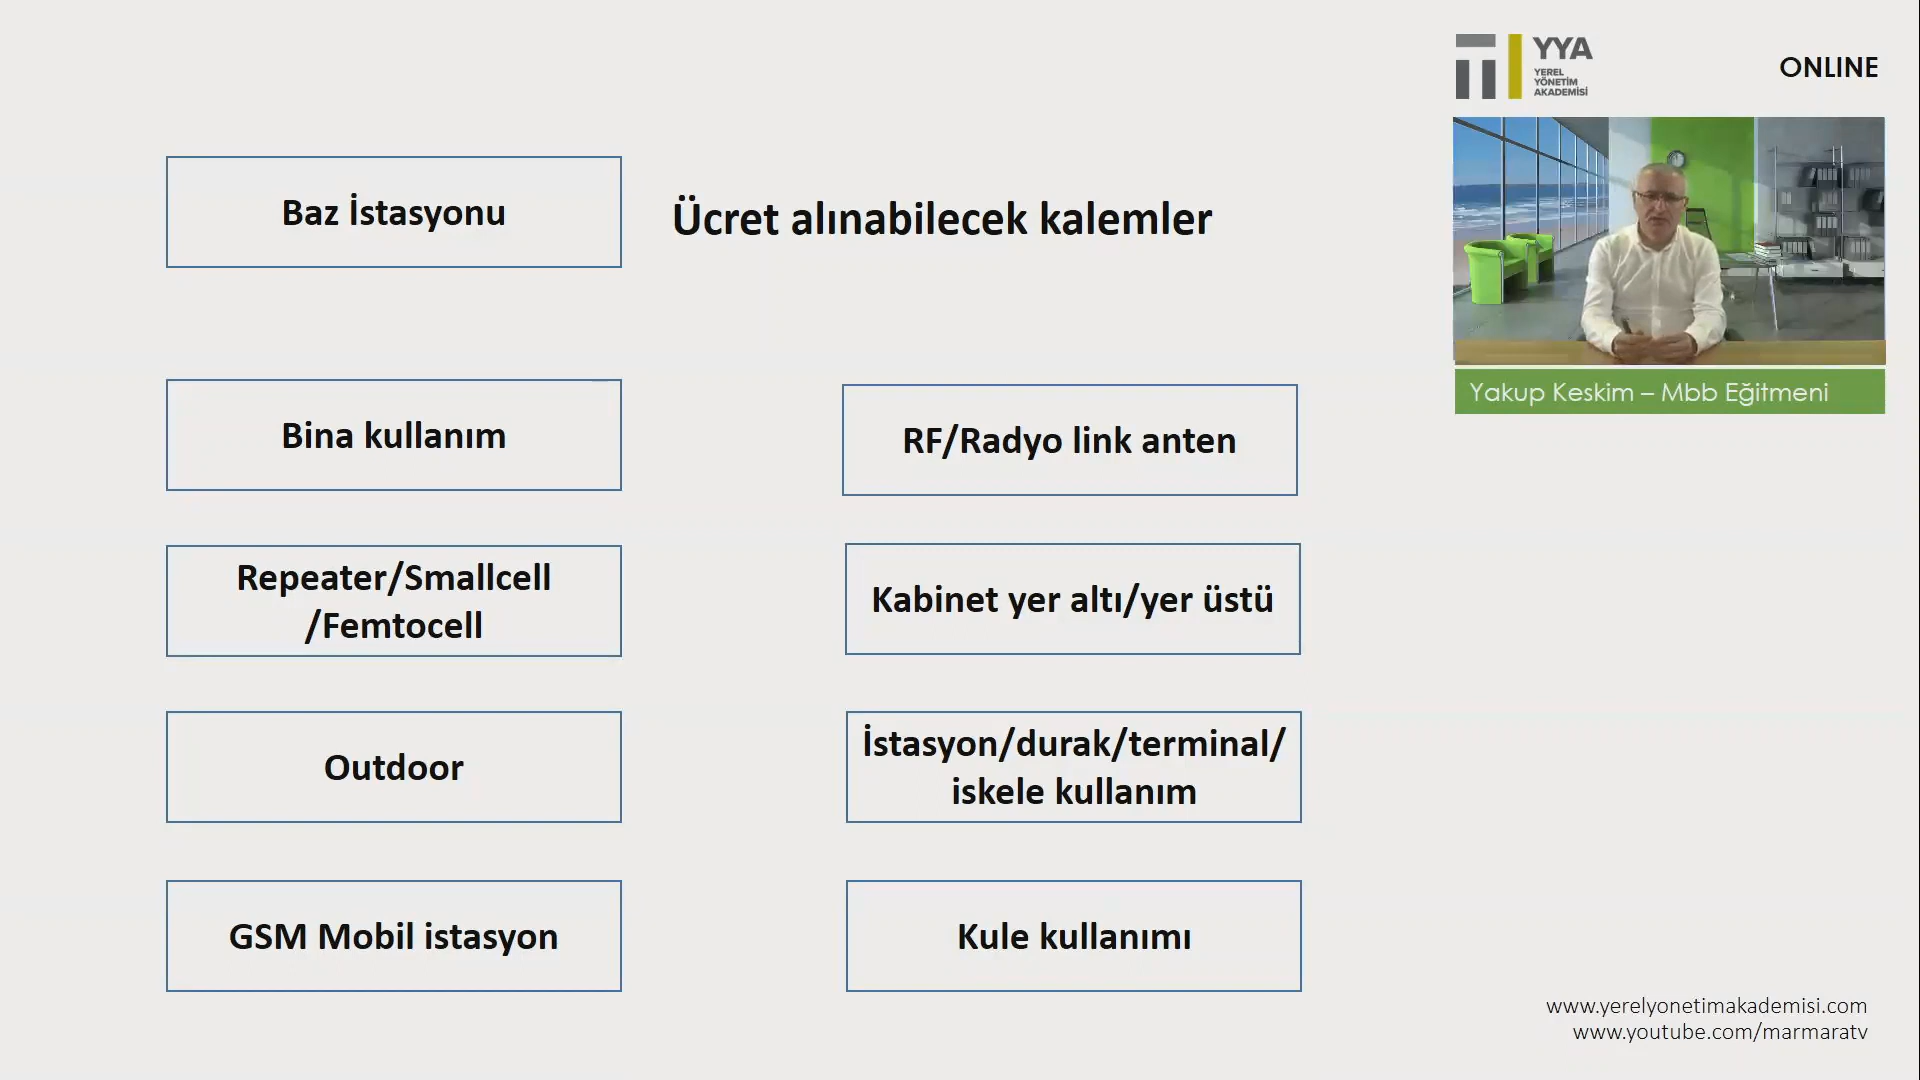 YYA
YEREL
YÖNETİM
AKADEMİSİ
ONLINE
Baz İstasyonu
Ücret alınabilecek kalemler
Yakup Keskim – Mbb Eğitmeni
Bina kullanım
RF/Radyo link anten
Repeater/Smallcell
/Femtocell
Kabinet yer altı/yer üstü
Outdoor
İstasyon/durak/terminal/
iskele kullanım
GSM Mobil istasyon
Kule kullanımı
www.yerelyonetimakademisi.com
www.youtube.com/marmaratv